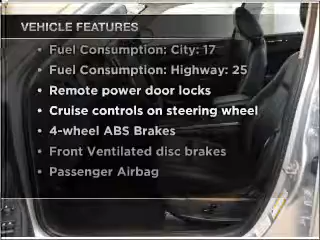 VEHICLE FEATURES
• Fuel Consumption: City: 17
• Fuel Consumption: Highway: 25
• Remote power door locks
• Cruise controls on steering wheel
• 4-wheel ABS Brakes
• Front Ventilated disc brakes
• Passenger Airbag